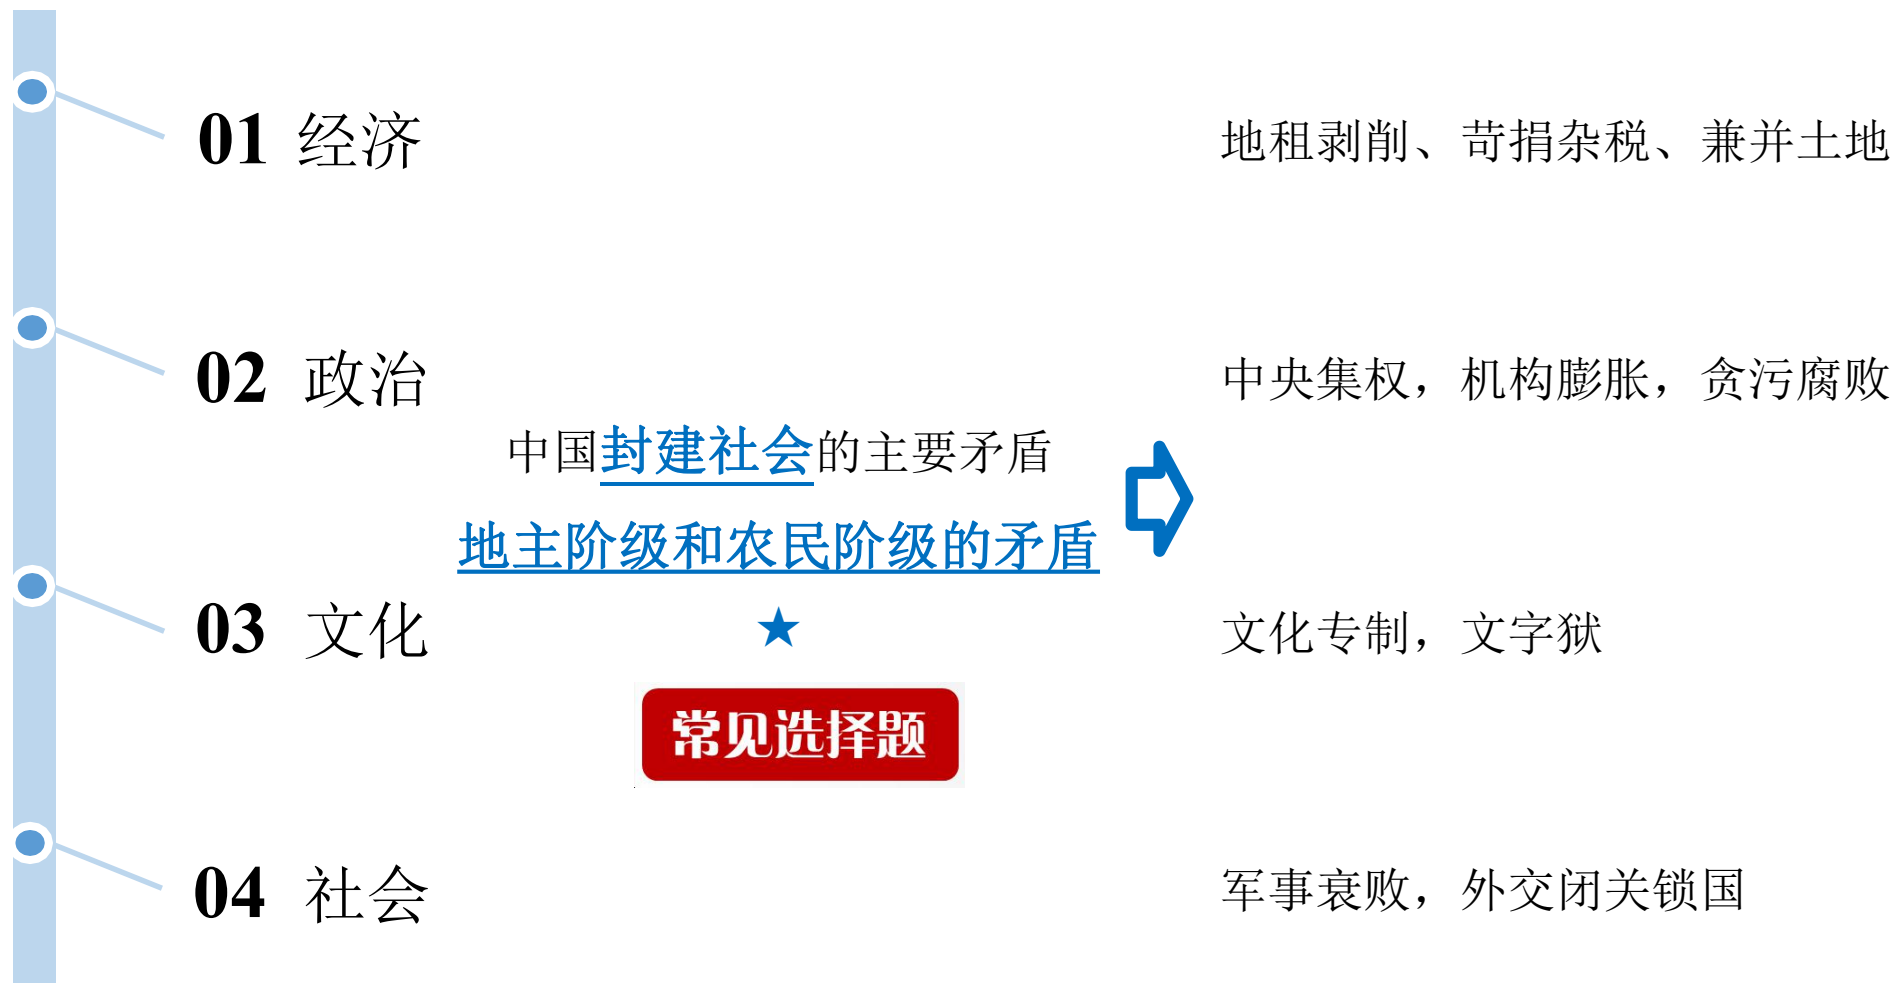 01 经济
地租剥削、苛捐杂税、兼并土地
02 政治
中央集权，机构膨胀，贪污腐败
中国封建社会的主要矛盾
地主阶级和农民阶级的矛盾
03 文化
文化专制，文字狱
★
常见选择题
04 社会
军事衰败，外交闭关锁国